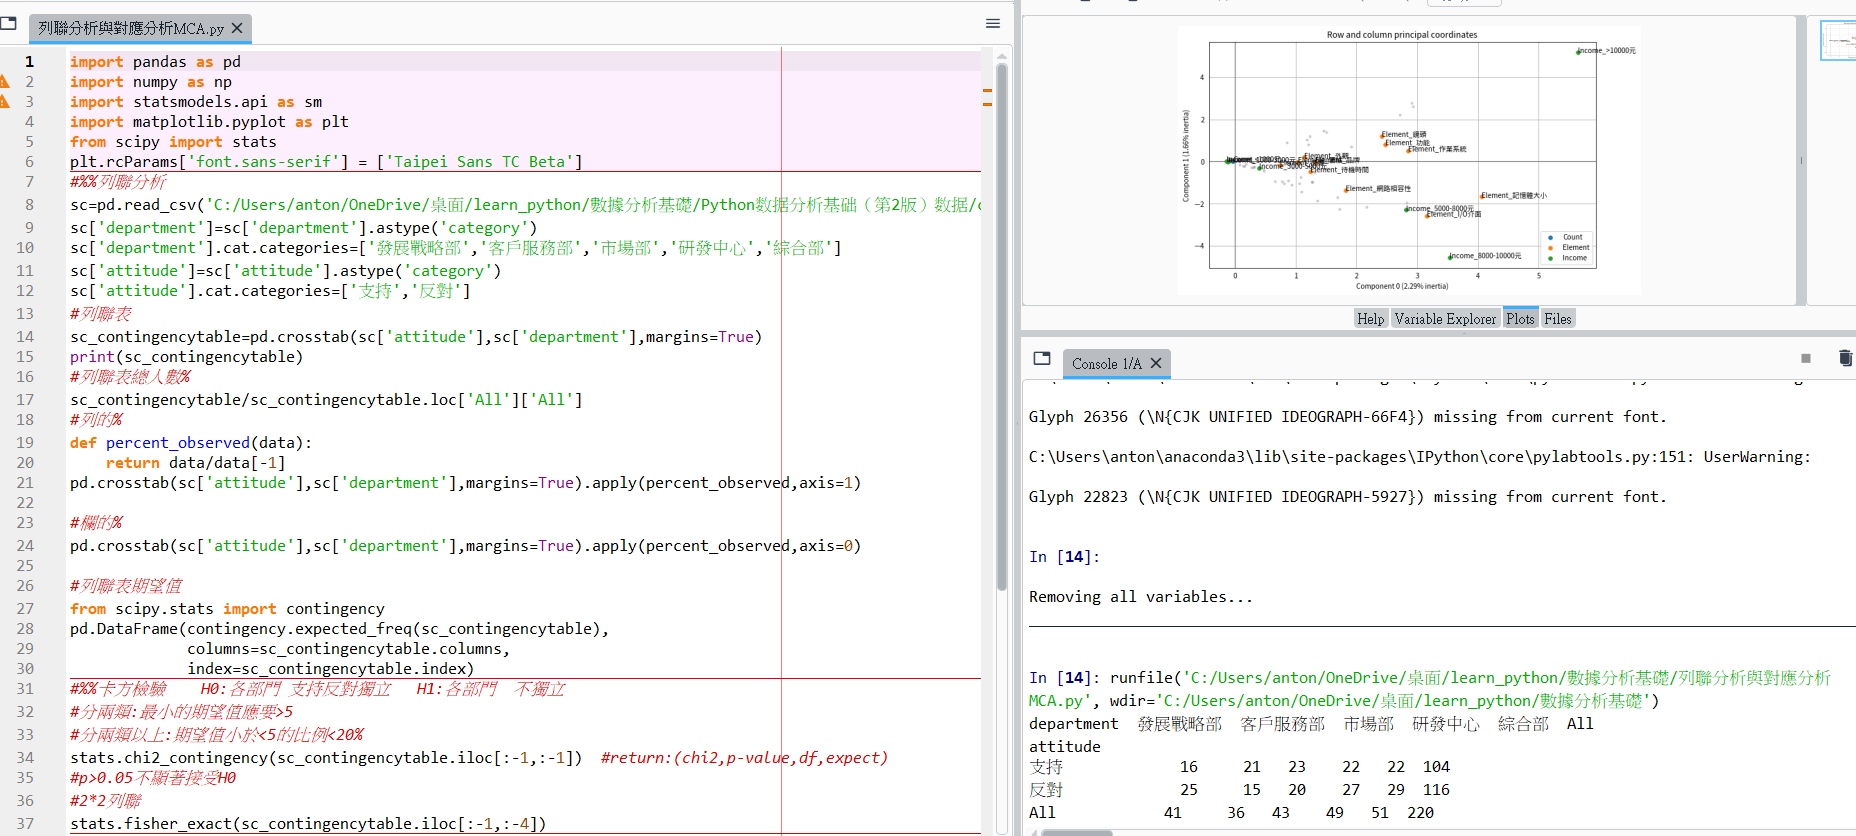 列聯分析與對應分析MCA.py
1 import pandas as pd
2 import numpy as np
3 import statsmodels.api as sm
4 import matplotlib.pyplot as plt
5 from scipy import stats
6 plt.rcParams['font.sans-serif'] = ['Taipei Sans TC Beta']
7 #%%列聯分析
8 sc=pd.read_csv('C:/Users/anton/OneDrive/桌面/learn_python/數據分析基礎/Python数据分析基础（第2版）数据/c
9 sc['department']=sc['department'].astype('category')
10 sc['department'].cat.categories=['發展戰略部','客戶服務部','市場部','研發中心','綜合部']
11 sc['attitude']=sc['attitude'].astype('category')
12 sc['attitude'].cat.categories=['支持','反對']
13 #列聯表
14 sc_contingencytable=pd.crosstab(sc['attitude'],sc['department'],margins=True)
15 print(sc_contingencytable)
16 #列聯表總人數%
17 sc_contingencytable/sc_contingencytable.loc['All']['All']
18 #列的%
19 def percent_observed(data):
20 return data/data[-1]
21 pd.crosstab(sc['attitude'],sc['department'],margins=True).apply(percent_observed,axis=1)
22
23 #欄的%
24 pd.crosstab(sc['attitude'],sc['department'],margins=True).apply(percent_observed,axis=0)
25
26 #列聯表期望值
27 from scipy.stats import contingency
28 pd.DataFrame(contingency.expected_freq(sc_contingencytable),
29 columns=sc_contingencytable.columns,
30 index=sc_contingencytable.index)
31 #%%卡方檢驗 H0:各部門 支持反對獨立 H1:各部門 不獨立
32 #分兩類:最小的期望值應要>5
33 #分兩類以上:期望值小於<5的比例<20%
34 stats.chi2_contingency(sc_contingencytable.iloc[:-1,:-1]) #return:(chi2,p-value,df,expect)
35 #p>0.05不顯著接受H0
36 #2*2列聯
37 stats.fisher_exact(sc_contingencytable.iloc[:-1,:-4])
Row and column principal coordinates
Income_>10000元
Element_鏡頭
Element_功能
Element_作業系統
Element_外觀
Element_待機時間
Element_網路相容性
Element_記憶體大小
Income_5000-8000元
Element_I/O介面
Income_8000-10000元
Count
Element
Income
4
2
0
−2
−4
0 1 2 3 4 5
Component 1 (1.66% inertia)
Component 0 (2.29% inertia)
Help Variable Explorer Plots Files
Console 1/A
Glyph 26356 (\N{CJK UNIFIED IDEOGRAPH-66F4}) missing from current font.
C:\Users\anton\anaconda3\lib\site-packages\IPython\core\pylabtools.py:151: UserWarning:
Glyph 22823 (\N{CJK UNIFIED IDEOGRAPH-5927}) missing from current font.
In [14]:
Removing all variables...
In [14]: runfile('C:/Users/anton/OneDrive/桌面/learn_python/數據分析基礎/列聯分析與對應分析
MCA.py', wdir='C:/Users/anton/OneDrive/桌面/learn_python/數據分析基礎')
department 發展戰略部 客戶服務部 市場部 研發中心 綜合部 All
attitude
支持 16 21 23 22 22 104
反對 25 15 20 27 29 116
All 41 36 43 49 51 220